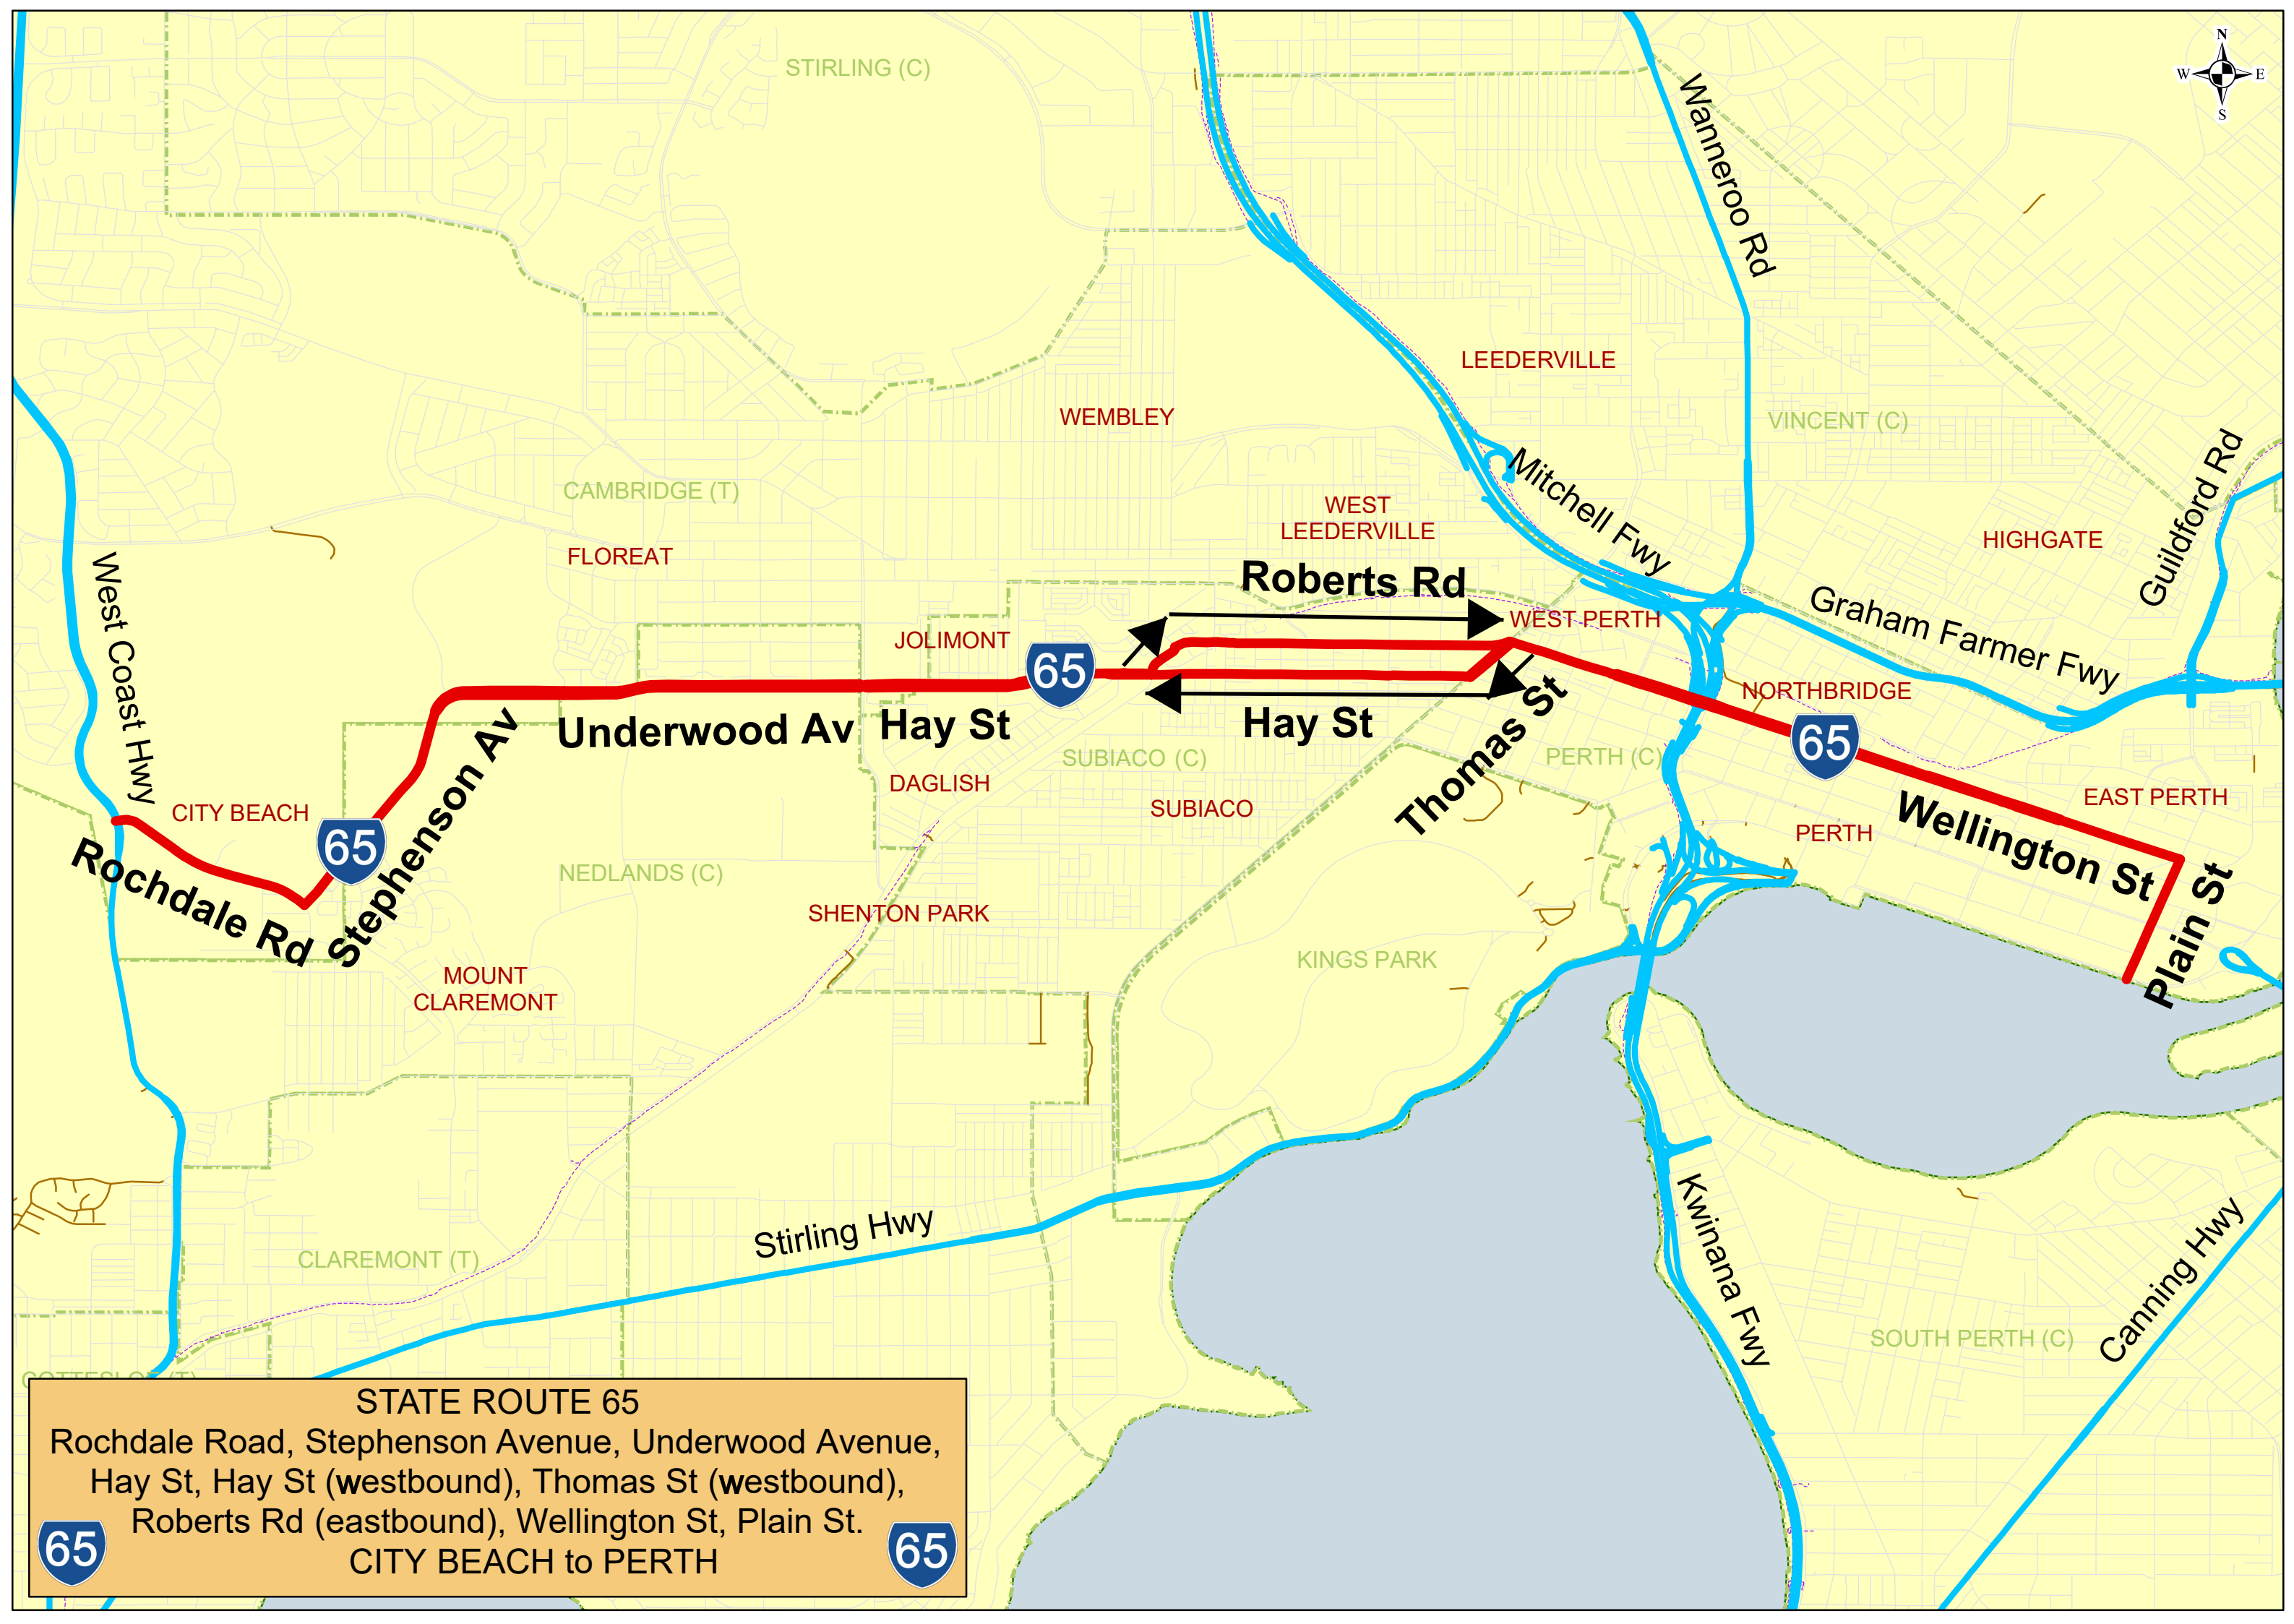 STIRLING (C)
N
W E
S
Wanneroo Rd
LEEDERVILLE
WEMBLEY
VINCENT (C)
CAMBRIDGE (T)
Mitchell Fwy
WEST
LEEDERVILLE
HIGHGATE
Guildford Rd
FLOREAT
West Coast Hwy
Roberts Rd
WEST PERTH
Graham Farmer Fwy
JOLIMONT
65
NORTHBRIDGE
Underwood Av
Hay St
Hay St
Thomas St
65
SUBIACO (C)
PERTH (C)
DAGLISH
EAST PERTH
CITY BEACH
SUBIACO
PERTH
Wellington St
65
Rochdale Rd
Stephenson Av
NEDLANDS (C)
SHENTON PARK
Plain St
KINGS PARK
MOUNT
CLAREMONT
Stirling Hwy
Kwinana Fwy
CLAREMONT (T)
Canning Hwy
SOUTH PERTH (C)
COTTESLOE (T)
STATE ROUTE 65
Rochdale Road, Stephenson Avenue, Underwood Avenue,
Hay St, Hay St (westbound), Thomas St (westbound),
Roberts Rd (eastbound), Wellington St, Plain St.
CITY BEACH to PERTH
65
65